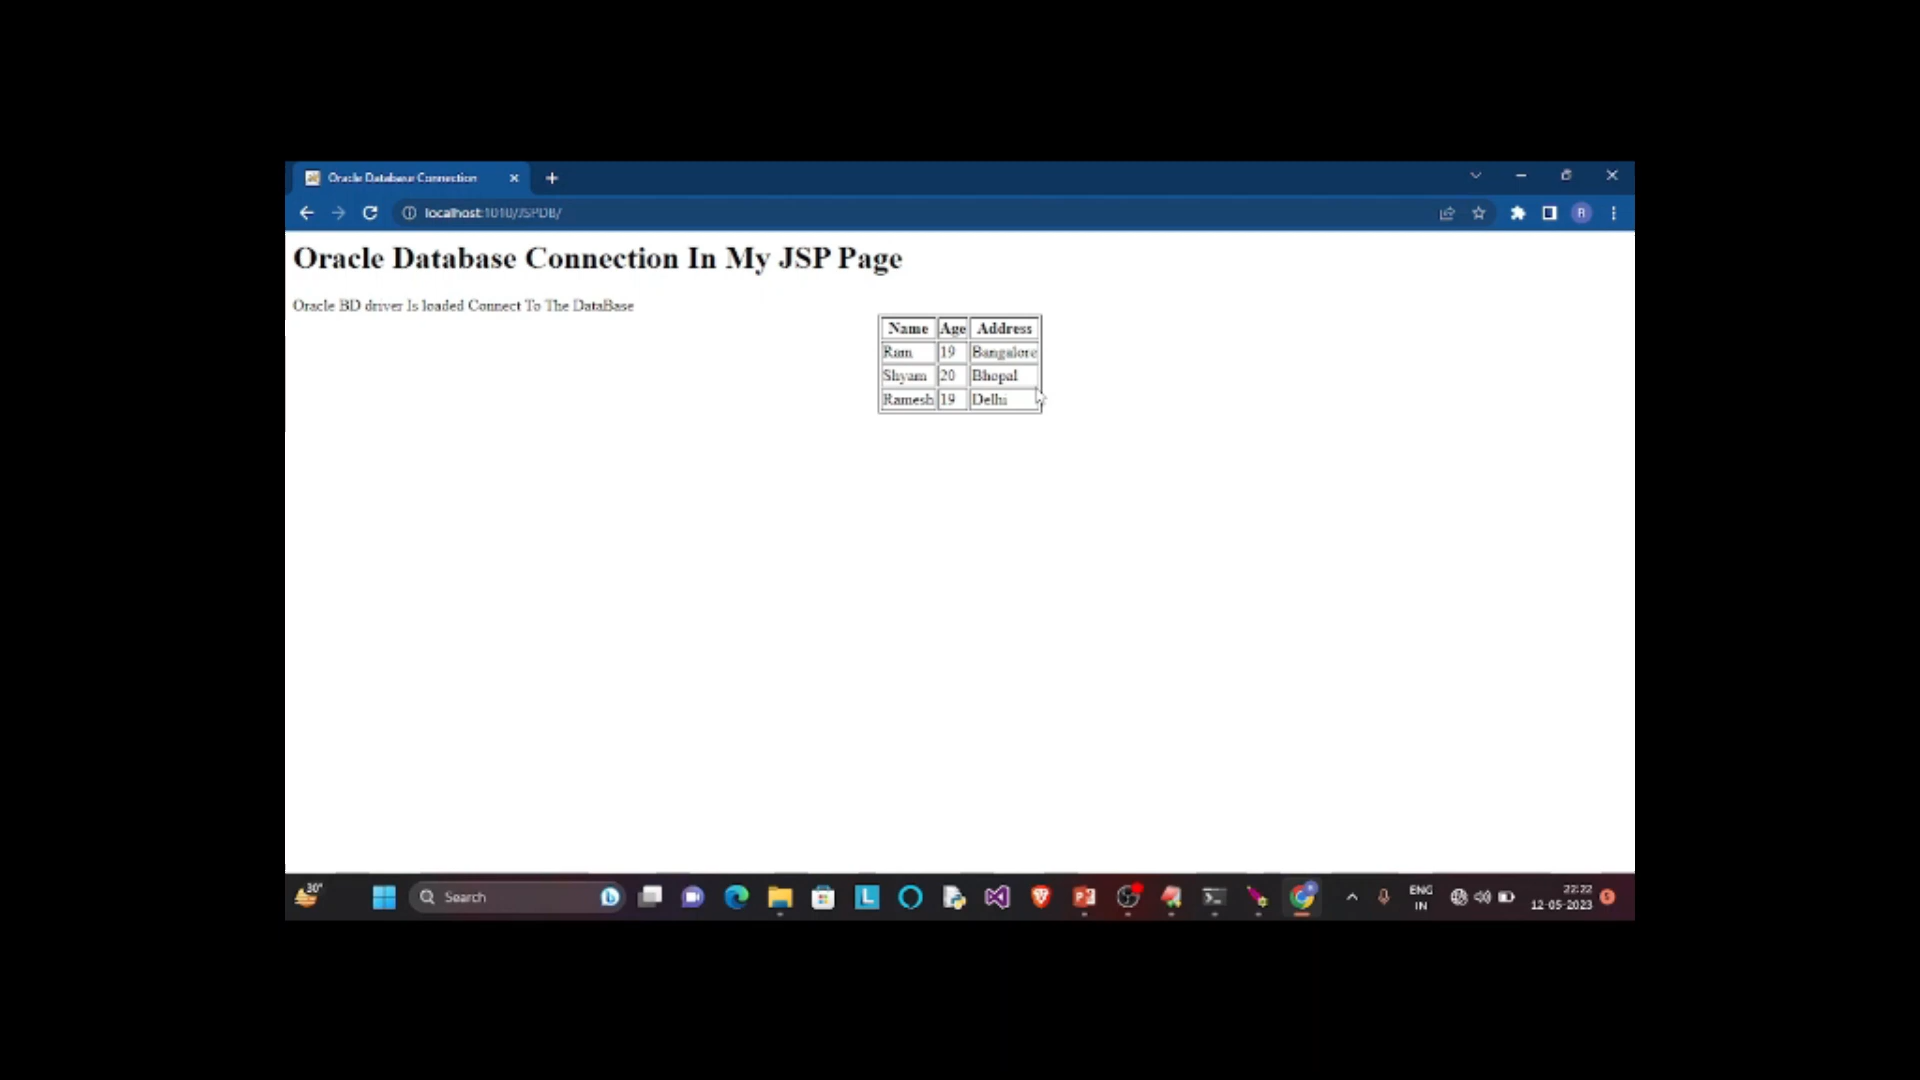 Oracle Database Connection
localhost:1010/JSPDB/
Oracle Database Connection In My JSP Page
Oracle BD driver Is loaded Connect To The DataBase
Name Age Address
Ram 19 Bangalore
Shyam 20 Bhopal
Ramesh 19 Delhi
30°
Search
ENG
IN
22:22
12-05-2023